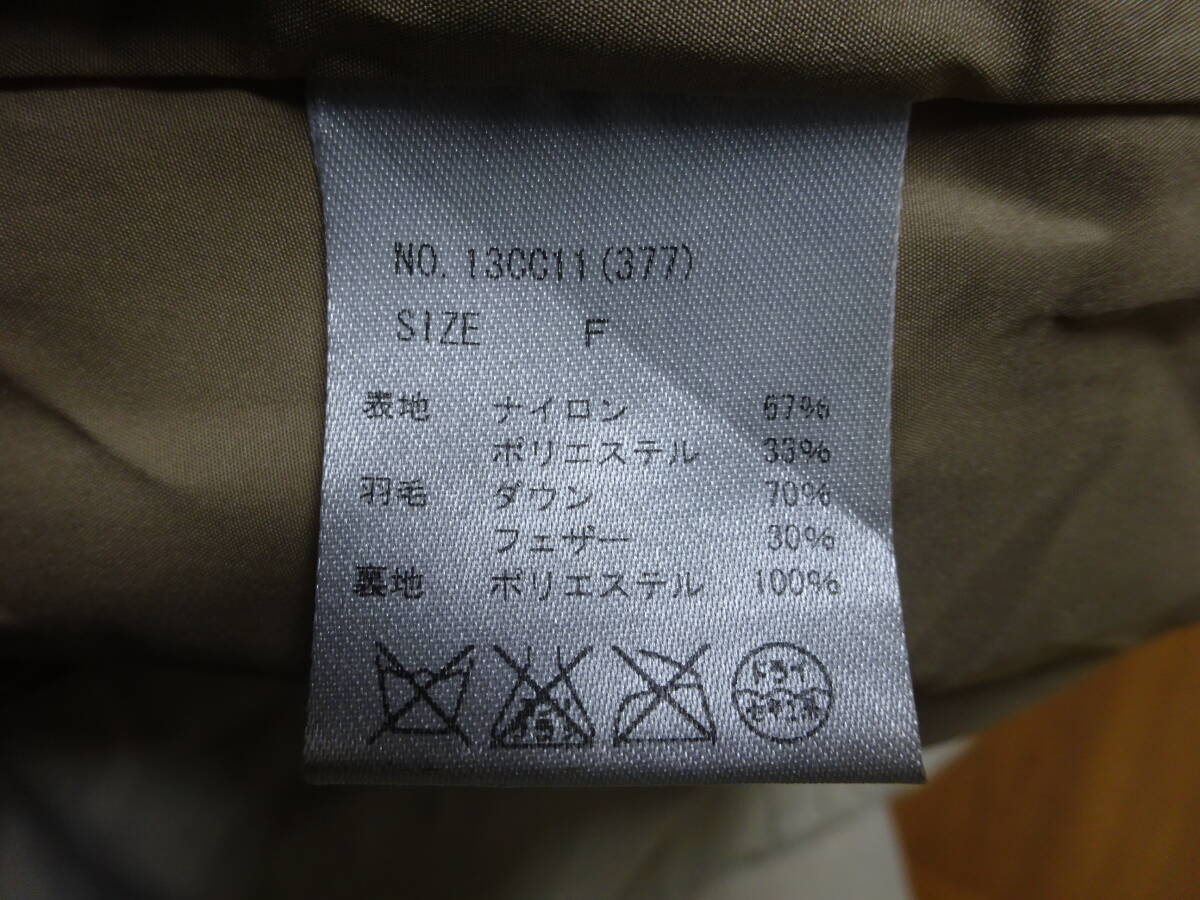 NO. 13CC11(377)
SIZE F
表地 ナイロン 67%
ポリエステル 33%
羽毛 ダウン 70%
フェザー 30%
裏地 ポリエステル 100%
ドライ